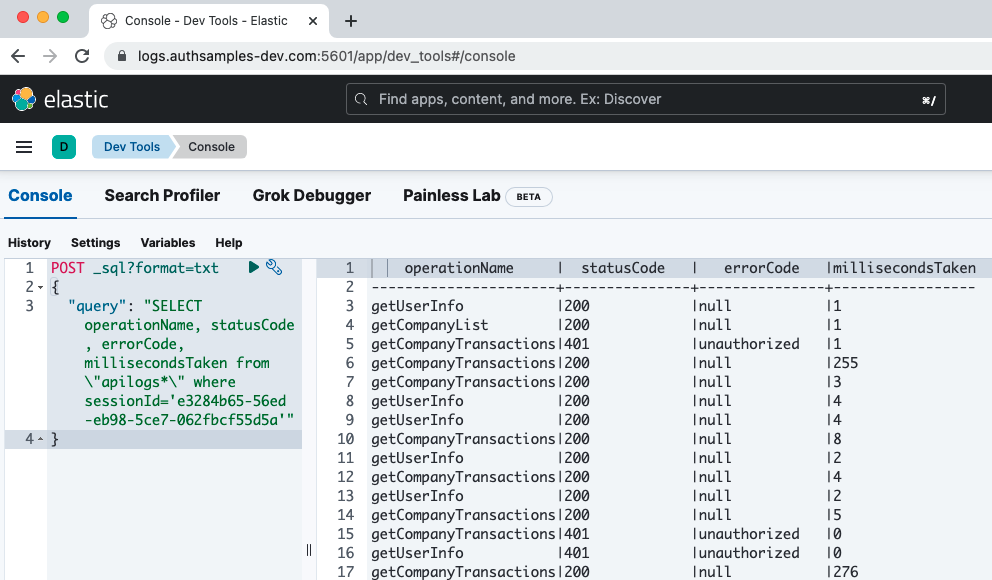 Console - Dev Tools - Elastic
logs.authsamples-dev.com:5601/app/dev_tools#/console
elastic
Find apps, content, and more. Ex: Discover ⌘/
D Dev Tools Console
Console Search Profiler Grok Debugger Painless Lab BETA
History Settings Variables Help
1 POST _sql?format=txt
2 {
3 "query": "SELECT
operationName, statusCode
, errorCode,
millisecondsTaken from
\"apilogs*\" where
sessionId='e3284b65-56ed
-eb98-5ce7-062fbcf55d5a'"
4 }
1 operationName | statusCode | errorCode |millisecondsTaken
2 --------------------+--------------+--------------+----------------
3 getUserInfo |200 |null |1
4 getCompanyList |200 |null |1
5 getCompanyTransactions|401 |unauthorized |1
6 getCompanyTransactions|200 |null |255
7 getCompanyTransactions|200 |null |3
8 getUserInfo |200 |null |4
9 getUserInfo |200 |null |4
10 getCompanyTransactions|200 |null |8
11 getUserInfo |200 |null |2
12 getCompanyTransactions|200 |null |4
13 getUserInfo |200 |null |2
14 getCompanyTransactions|200 |null |5
15 getCompanyTransactions|401 |unauthorized |0
16 getUserInfo |401 |unauthorized |0
17 getCompanyTransactions|200 |null |276